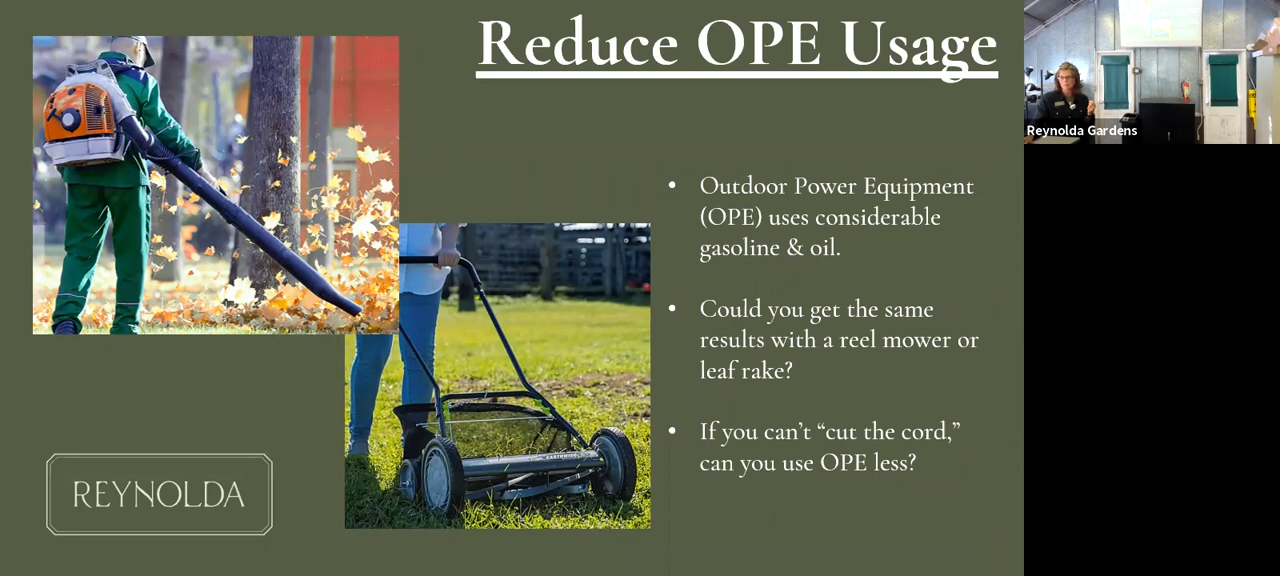 Reduce OPE Usage
Reynolda Gardens
• Outdoor Power Equipment
(OPE) uses considerable
gasoline & oil.
• Could you get the same
results with a reel mower or
leaf rake?
• If you can’t “cut the cord,”
can you use OPE less?
REYNOLDA